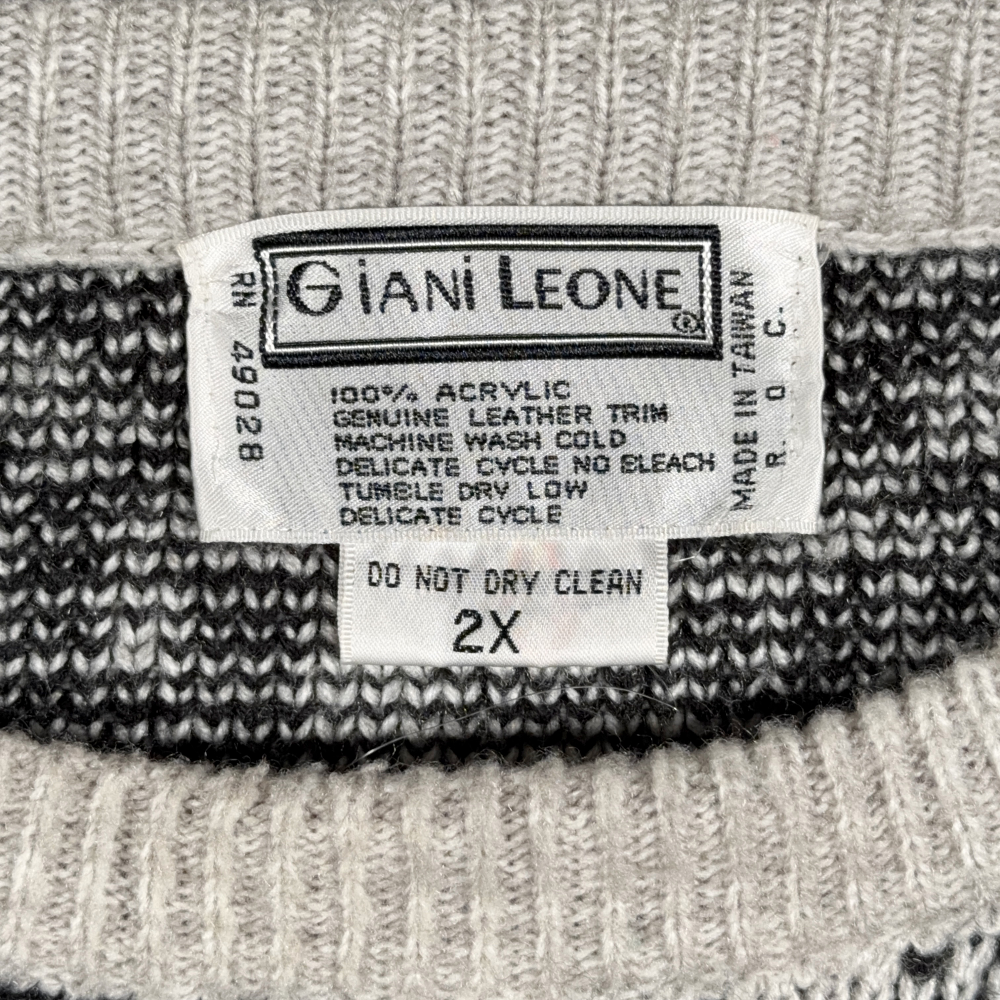 GiANi LEONE ®
RN 49028
100% ACRYLIC
GENUINE LEATHER TRIM
MACHINE WASH COLD
DELICATE CYCLE NO BLEACH
TUMBLE DRY LOW
DELICATE CYCLE
MADE IN TAIWAN
R. O C.
DO NOT DRY CLEAN
2X